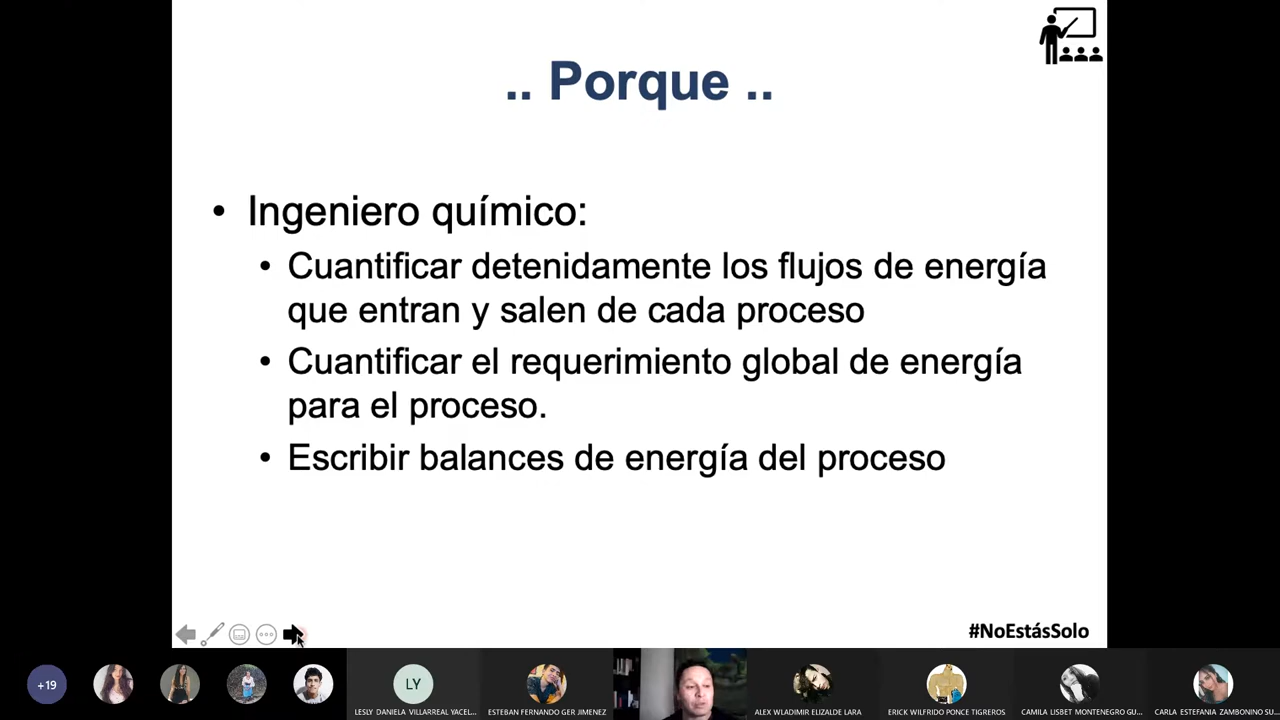 .. Porque ..
• Ingeniero químico:
• Cuantificar detenidamente los flujos de energía
que entran y salen de cada proceso
• Cuantificar el requerimiento global de energía
para el proceso.
• Escribir balances de energía del proceso
#NoEstásSolo
+19
LY
LESLY DANIELA VILLARREAL YACEL...
ESTEBAN FERNANDO GER JIMENEZ
ALEX WLADIMIR ELIZALDE LARA
ERICK WILFRIDO PONCE TIGREROS
CAMILA LISBET MONTENEGRO GU...
CARLA ESTEFANIA ZAMBONINO SU...